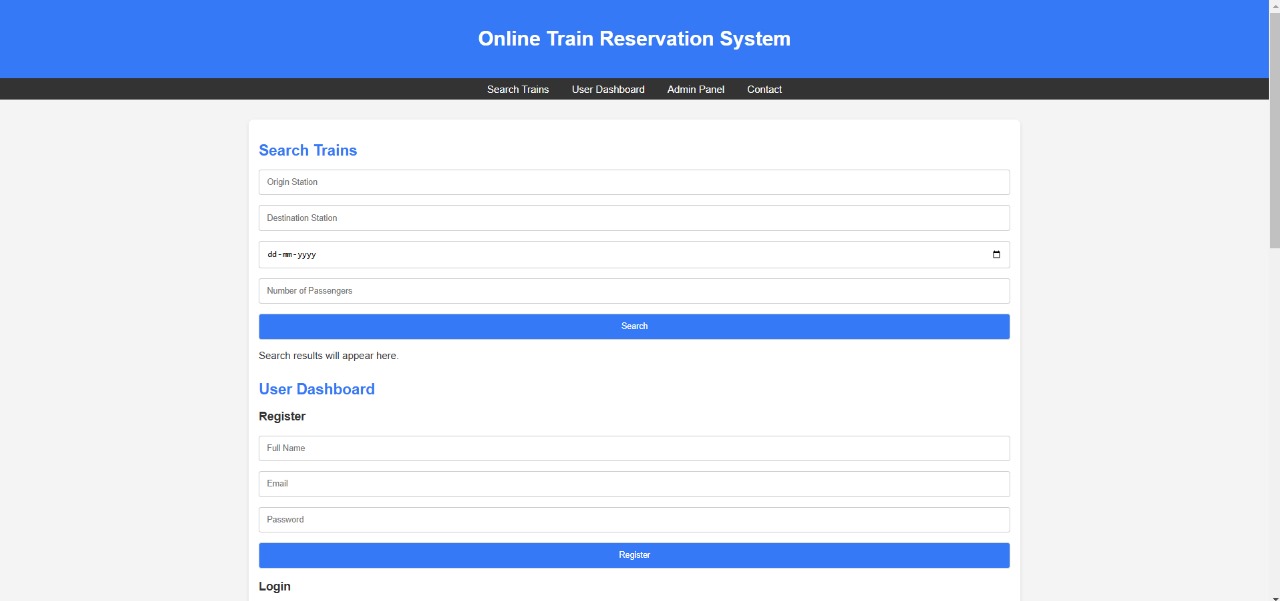 Online Train Reservation System
Search Trains User Dashboard Admin Panel Contact
Search Trains
Origin Station
Destination Station
dd-mm-yyyy
Number of Passengers
Search
Search results will appear here.
User Dashboard
Register
Full Name
Email
Password
Register
Login